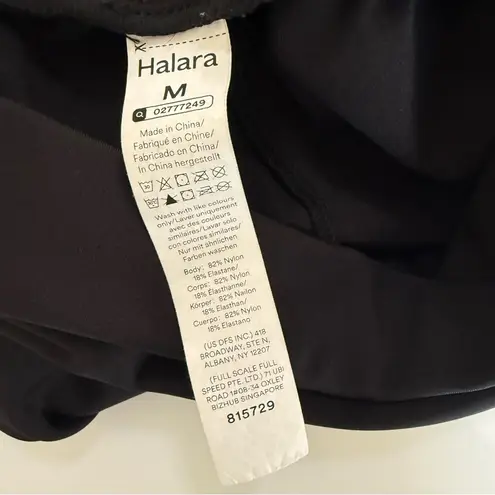 Halara
M
02777249
Made in China/
Fabriqué en Chine/
Fabricado en China/
In China hergestellt
30
Wash with like colours
only/Laver uniquement
avec des couleurs
similaires/Lavar solo
con colores similares/
Nur mit ähnlichen
Farben waschen
Body: 82% Nylon
18% Elastane/
Corps: 82% Nylon
18% Élasthanne/
Körper: 82% Nailon
18% Elasthan/
Cuerpo: 82% Nylon
18% Elastano
(US DFS INC.) 418
BROADWAY, STE N,
ALBANY, NY 12207
(FULL SCALE FULL
SPEED PTE. LTD.) 71 UBI
ROAD 1#08-34 OXLEY
BIZHUB SINGAPORE
815729